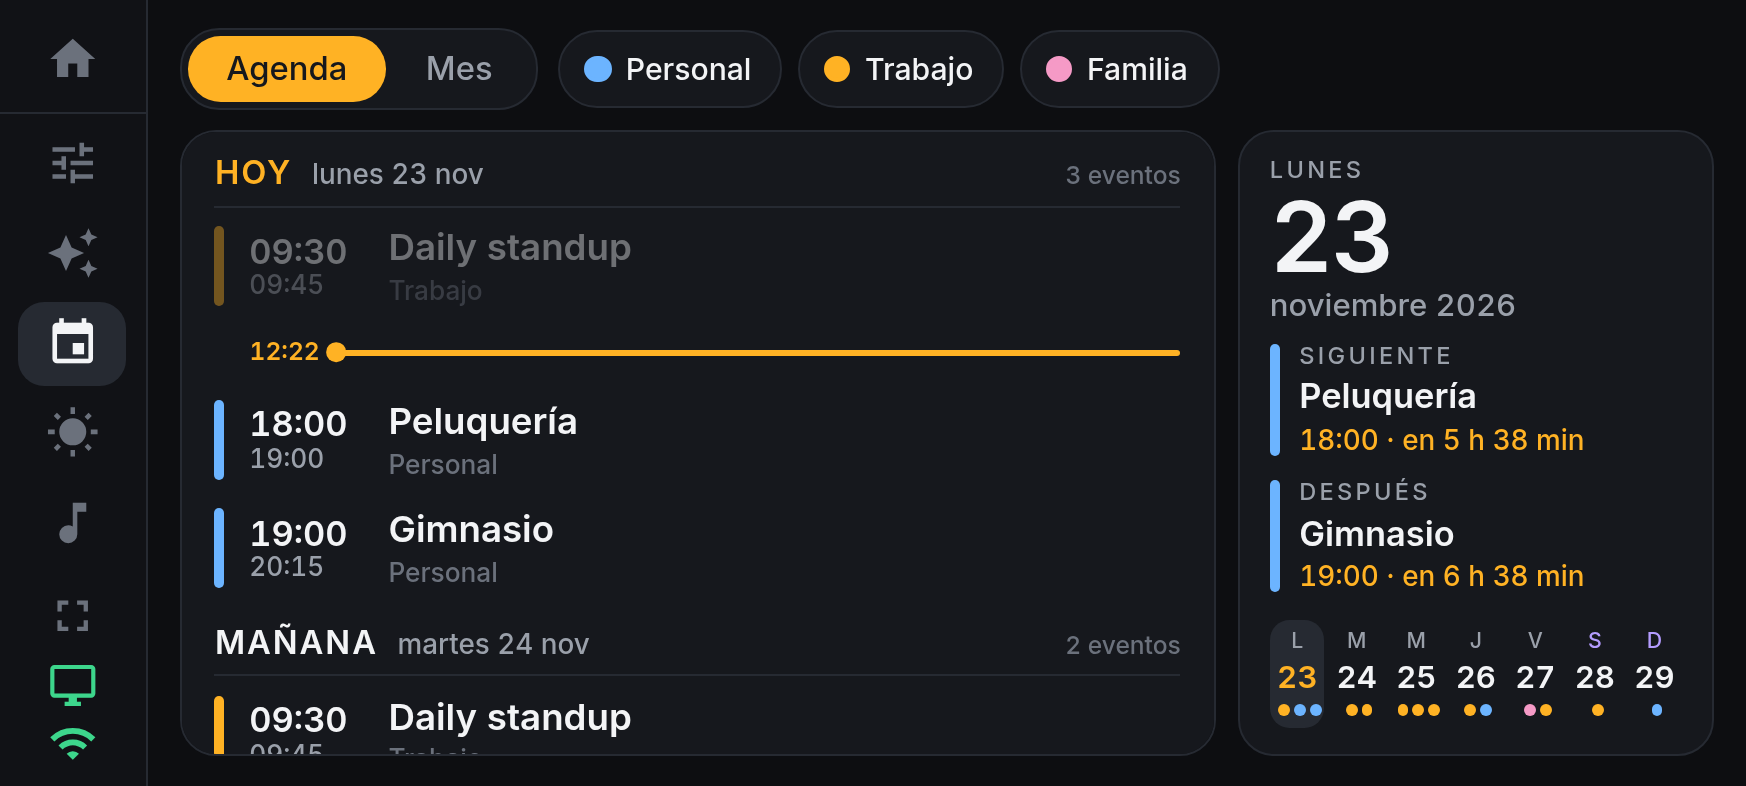 Agenda Mes Personal Trabajo Familia
HOY lunes 23 nov 3 eventos
09:30 Daily standup
09:45 Trabajo
12:22
18:00 Peluquería
19:00 Personal
19:00 Gimnasio
20:15 Personal
MAÑANA martes 24 nov 2 eventos
09:30 Daily standup
09:45 Trabajo
LUNES
23
noviembre 2026
SIGUIENTE
Peluquería
18:00 · en 5 h 38 min
DESPUÉS
Gimnasio
19:00 · en 6 h 38 min
L M M J V S D
23 24 25 26 27 28 29